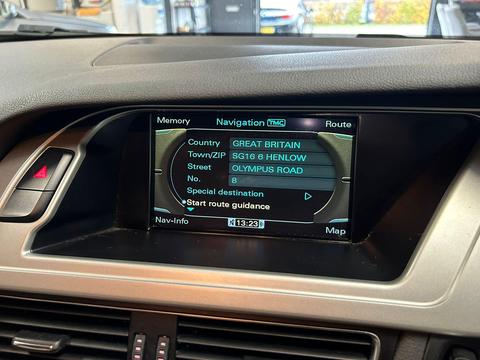 Memory Navigation TMC Route
Country GREAT BRITAIN
Town/ZIP SG16 6 HENLOW
Street OLYMPUS ROAD
No. 8
Special destination
Start route guidance
Nav-Info 13:23 Map